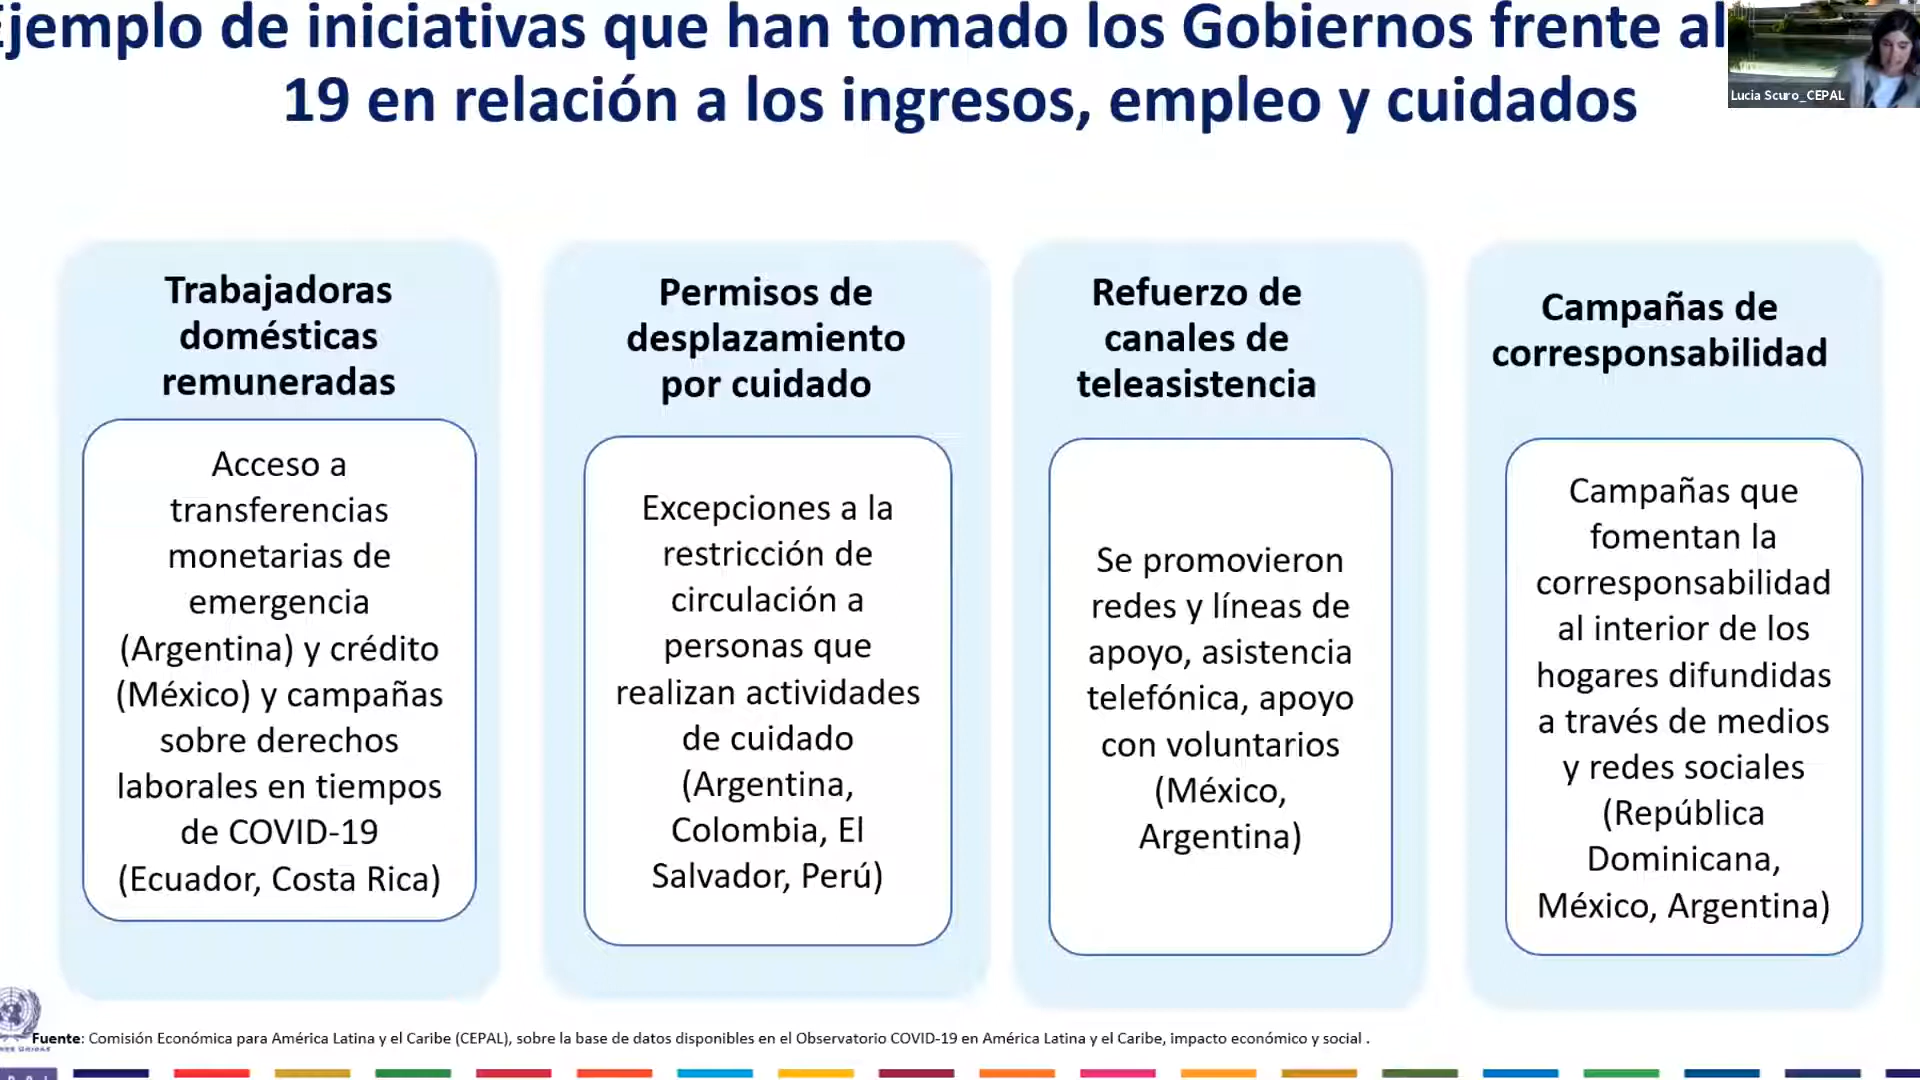 Ejemplo de iniciativas que han tomado los Gobiernos frente al
19 en relación a los ingresos, empleo y cuidados
Lucia Scuro_CEPAL
Trabajadoras
domésticas
remuneradas
Acceso a
transferencias
monetarias de
emergencia
(Argentina) y crédito
(México) y campañas
sobre derechos
laborales en tiempos
de COVID-19
(Ecuador, Costa Rica)
Permisos de
desplazamiento
por cuidado
Excepciones a la
restricción de
circulación a
personas que
realizan actividades
de cuidado
(Argentina,
Colombia, El
Salvador, Perú)
Refuerzo de
canales de
teleasistencia
Se promovieron
redes y líneas de
apoyo, asistencia
telefónica, apoyo
con voluntarios
(México,
Argentina)
Campañas de
corresponsabilidad
Campañas que
fomentan la
corresponsabilidad
al interior de los
hogares difundidas
a través de medios
y redes sociales
(República
Dominicana,
México, Argentina)
Fuente: Comisión Económica para América Latina y el Caribe (CEPAL), sobre la base de datos disponibles en el Observatorio COVID-19 en América Latina y el Caribe, impacto económico y social .